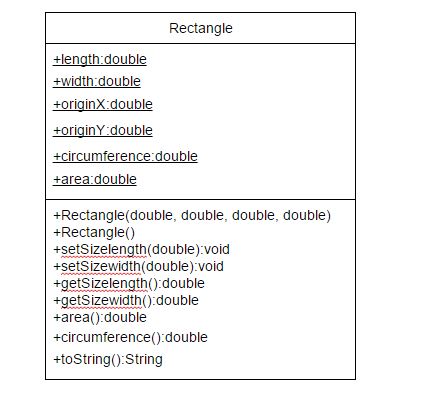 Rectangle
+length:double
+width:double
+originX:double
+originY:double
+circumference:double
+area:double
+Rectangle(double, double, double, double)
+Rectangle()
+setSizelength(double):void
+setSizewidth(double):void
+getSizelength():double
+getSizewidth():double
+area():double
+circumference():double
+toString():String